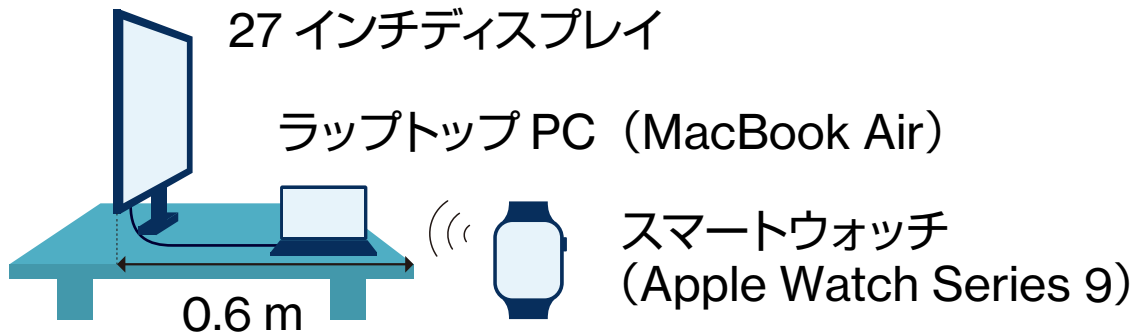 27 インチディスプレイ
ラップトップ PC（MacBook Air）
スマートウォッチ
（Apple Watch Series 9）
0.6 m